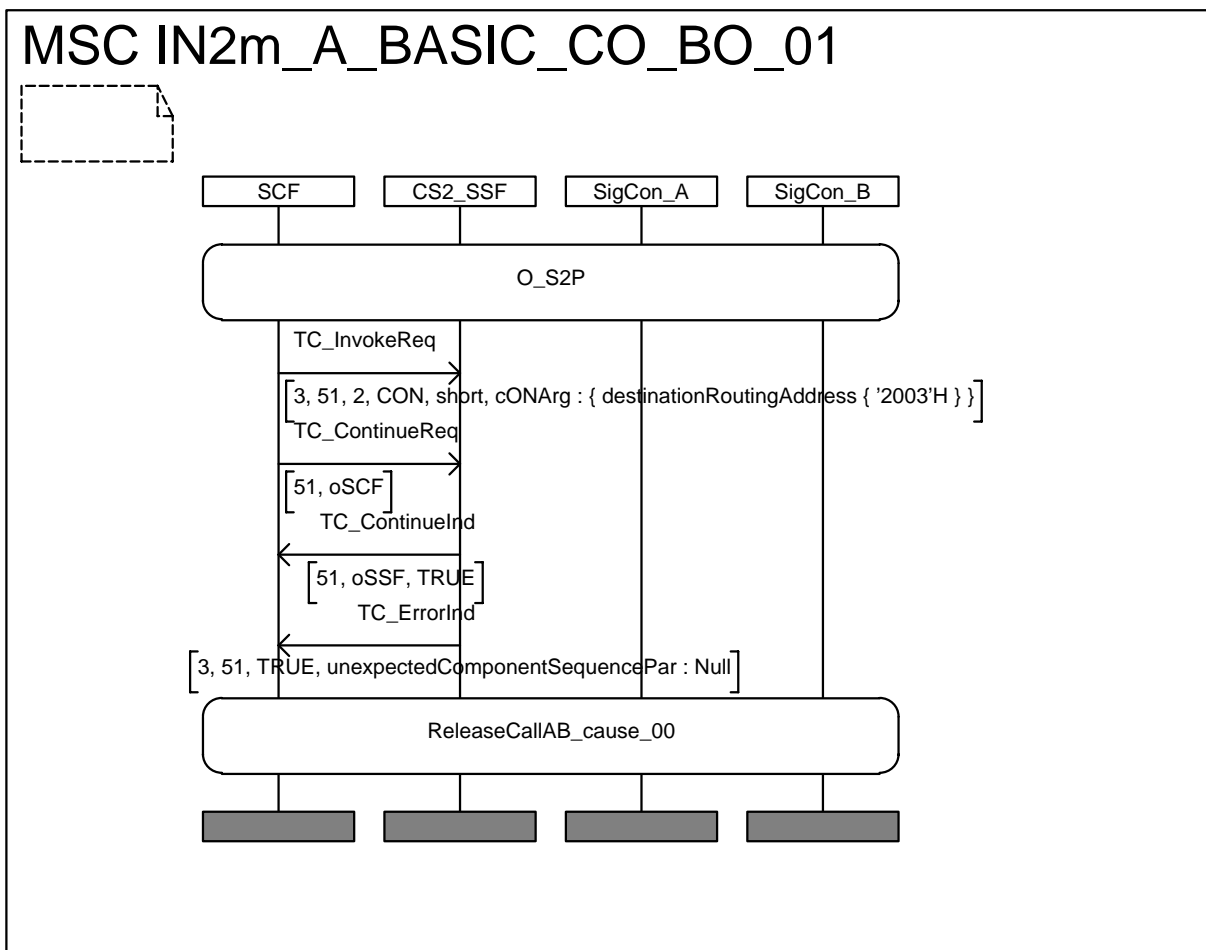 MSC IN2m_A_BASIC_CO_BO_01
SCF CS2_SSF SigCon_A SigCon_B
O_S2P
TC_InvokeReq
3, 51, 2, CON, short, cONArg : { destinationRoutingAddress { '2003'H } }
TC_ContinueReq
51, oSCF
TC_ContinueInd
51, oSSF, TRUE
TC_ErrorInd
3, 51, TRUE, unexpectedComponentSequencePar : Null
ReleaseCallAB_cause_00